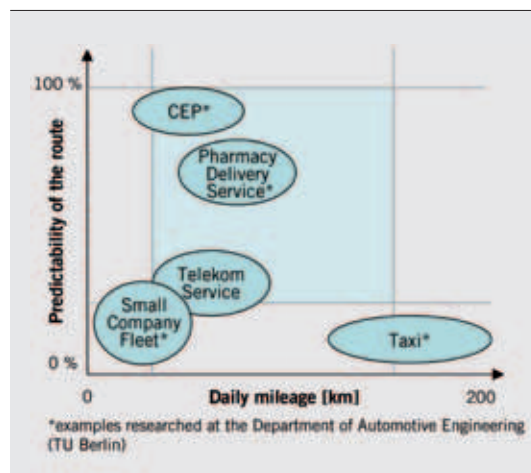 Predictability of the route
100 %
CEP*
Pharmacy
Delivery
Service*
Telekom
Service
Small
Company
Fleet*
Taxi*
0 %
0
Daily mileage [km]
200
*examples researched at the Department of Automotive Engineering
(TU Berlin)